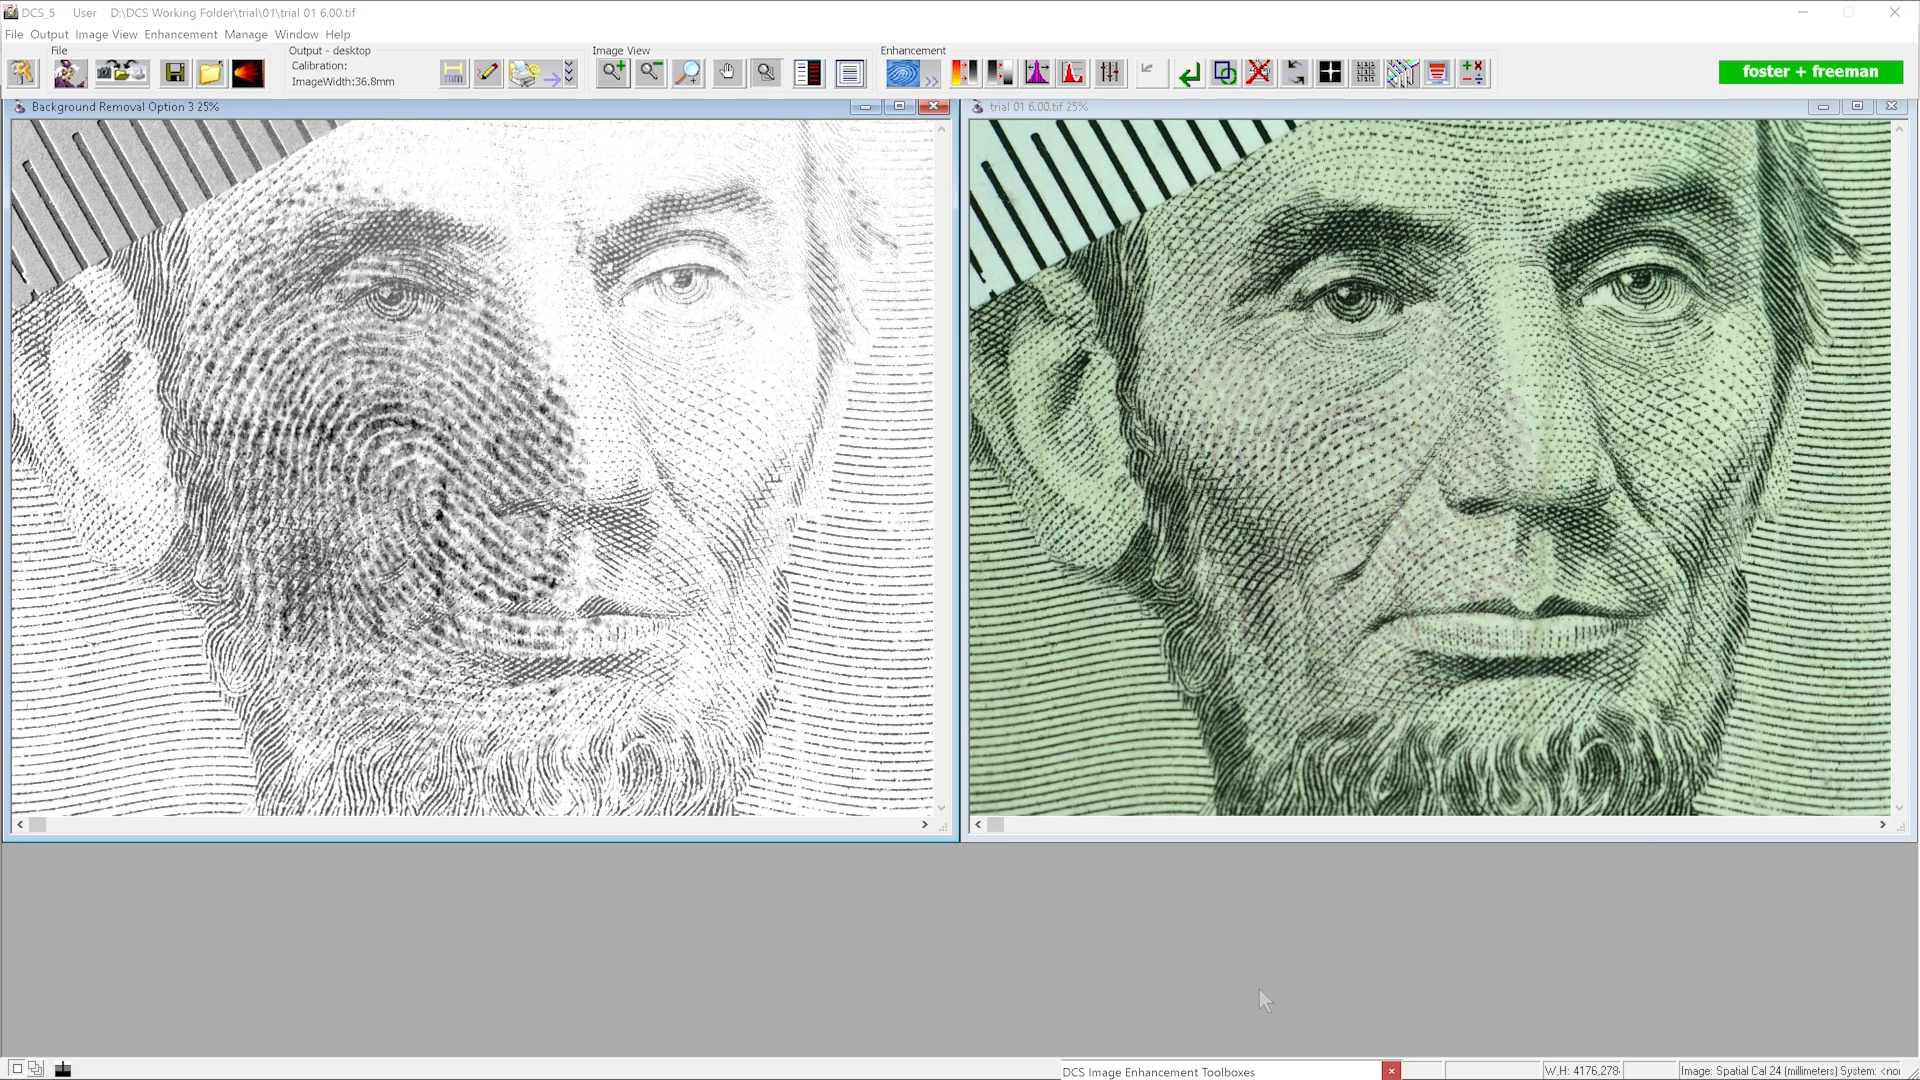 DCS_5 User D:\DCS Working Folder\trial\01\trial 01 6.00.tif
File Output Image View Enhancement Manage Window Help
File
Output - desktop
Calibration:
ImageWidth:36.8mm
Image View
Enhancement
foster + freeman
Background Removal Option 3 25%
trial 01 6.00.tif 25%
DCS Image Enhancement Toolboxes
W,H: 4176,278
Image: Spatial Cal 24 (millimeters) System: <no